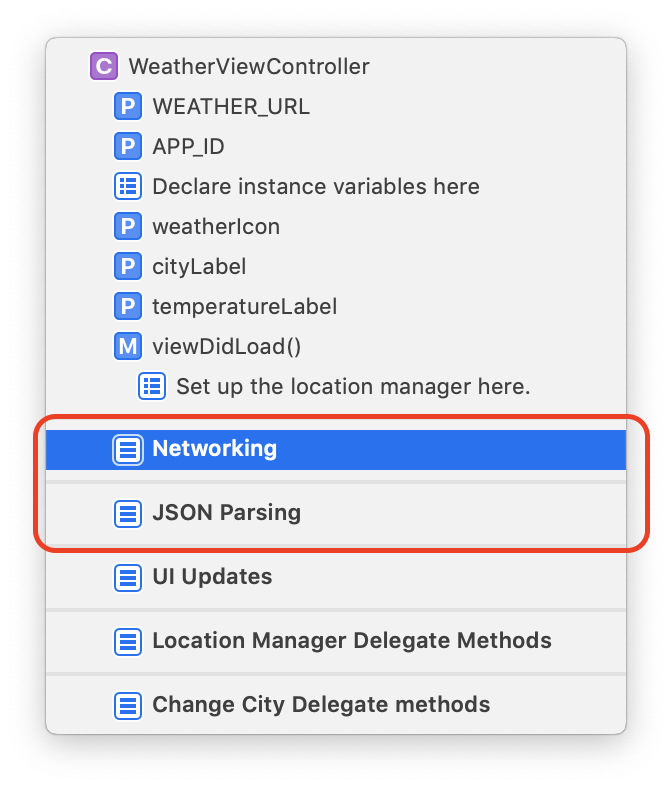 C WeatherViewController
P WEATHER_URL
P APP_ID
Declare instance variables here
P weatherIcon
P cityLabel
P temperatureLabel
M viewDidLoad()
Set up the location manager here.
Networking
JSON Parsing
UI Updates
Location Manager Delegate Methods
Change City Delegate methods